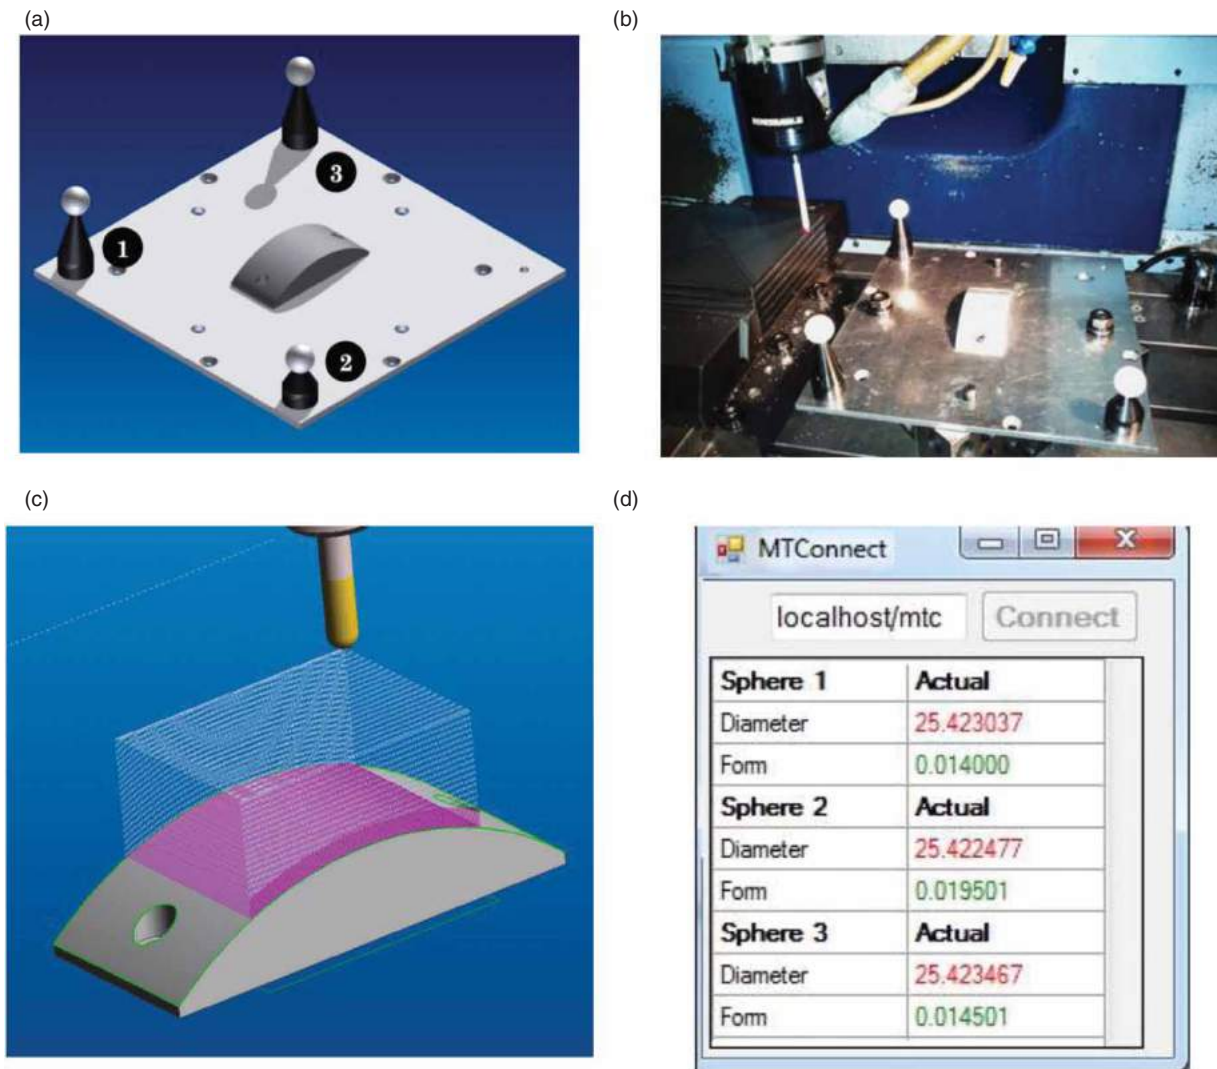 (a)
(b)
3
1
2
(c)
(d)
MTConnect
localhost/mtc Connect
Sphere 1 Actual
Diameter 25.423037
Form 0.014000
Sphere 2 Actual
Diameter 25.422477
Form 0.019501
Sphere 3 Actual
Diameter 25.423467
Form 0.014501